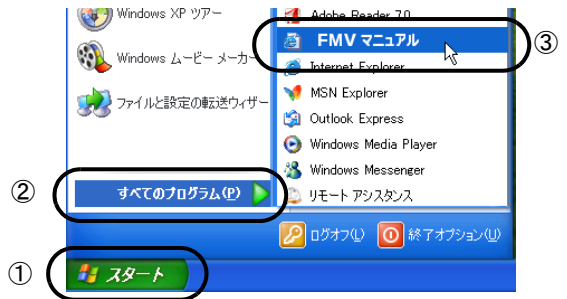 Windows XP ツアー
Windows ムービー メーカー
ファイルと設定の転送ウィザー
② すべてのプログラム(P)
Adobe Reader 7.0
FMV マニュアル ③
Internet Explorer
MSN Explorer
Outlook Express
Windows Media Player
Windows Messenger
リモート アシスタンス
ログオフ(L) 終了オプション(U)
① スタート